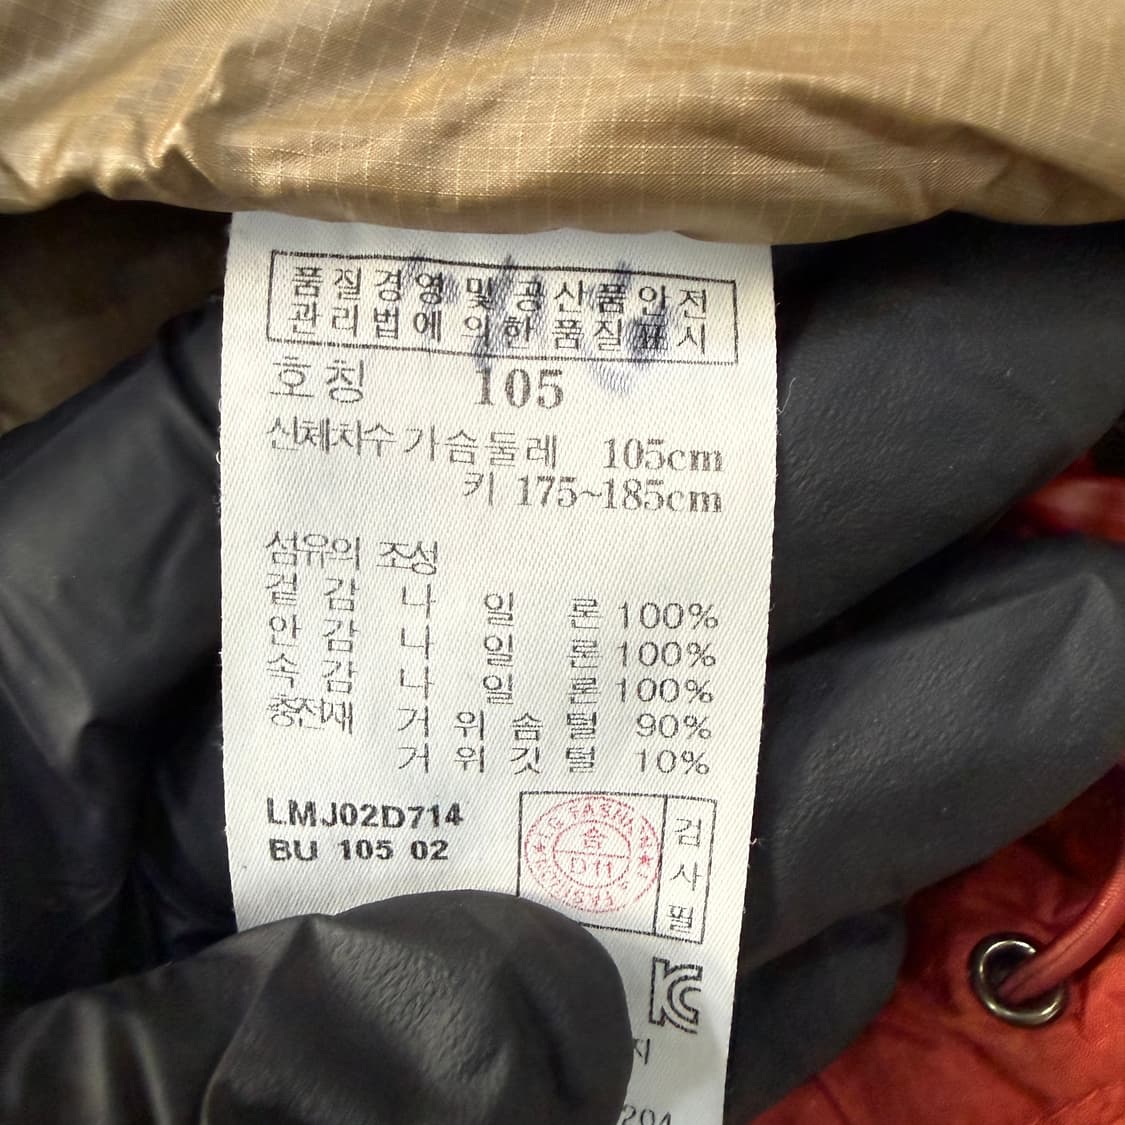 품질경영 및 공산품안전
관리법에 의한 품질표시
호칭 105
신체치수 가슴둘레 105cm
키 175~185cm
섬유의 조성
겉감 나일론 100%
안감 나일론 100%
속감 나일론 100%
충전재 거위솜털 90%
거위깃털 10%
LMJ02D714
BU 105 02
검사필
D11
KC